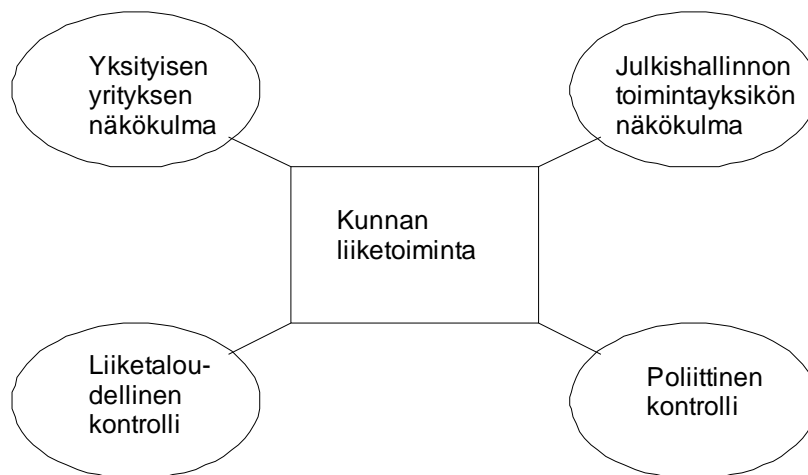 Yksityisen
yrityksen
näkökulma
Julkishallinnon
toimintayksikön
näkökulma
Kunnan
liiketoiminta
Liiketalou-
dellinen
kontrolli
Poliittinen
kontrolli